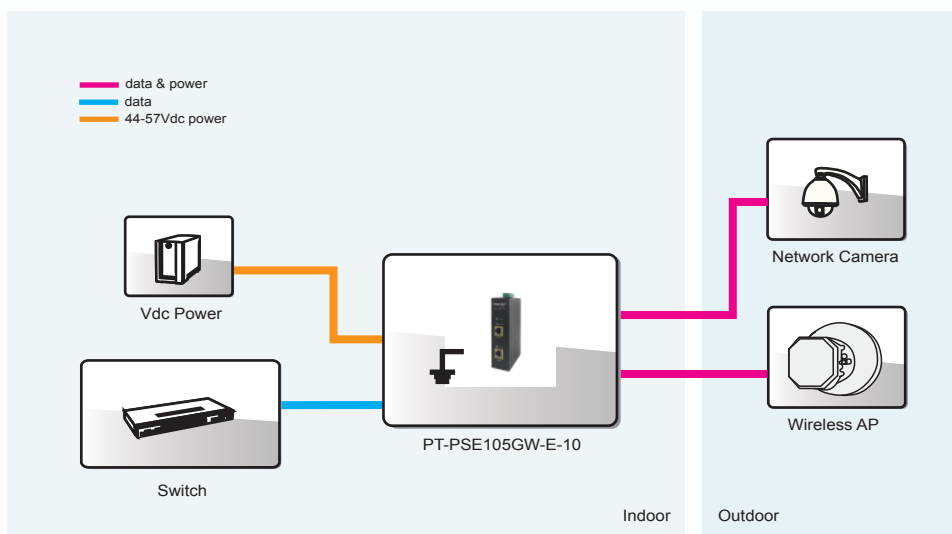 data & power
data
44-57Vdc power
Network Camera
Vdc Power
Wireless AP
PT-PSE105GW-E-10
Switch
Indoor
Outdoor